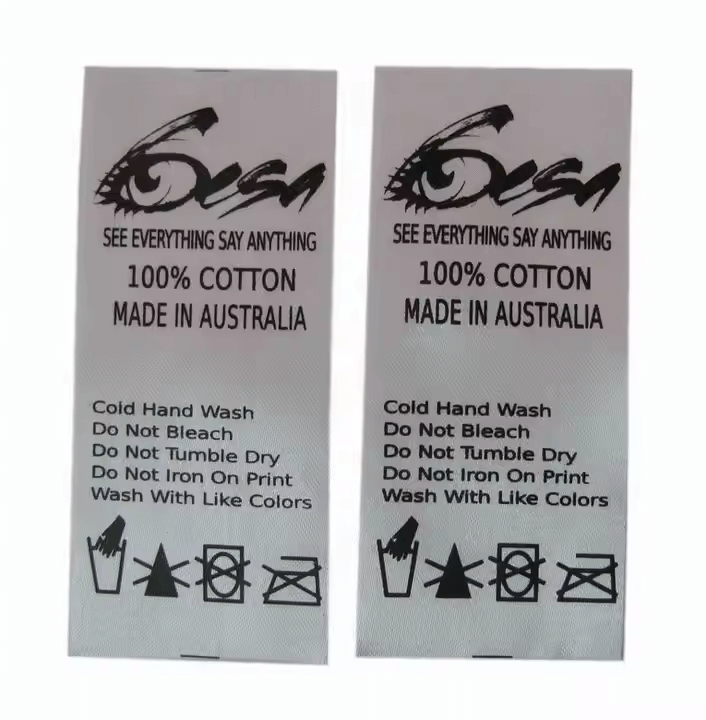 SEE EVERYTHING SAY ANYTHING
100% COTTON
MADE IN AUSTRALIA
Cold Hand Wash
Do Not Bleach
Do Not Tumble Dry
Do Not Iron On Print
Wash With Like Colors
SEE EVERYTHING SAY ANYTHING
100% COTTON
MADE IN AUSTRALIA
Cold Hand Wash
Do Not Bleach
Do Not Tumble Dry
Do Not Iron On Print
Wash With Like Colors